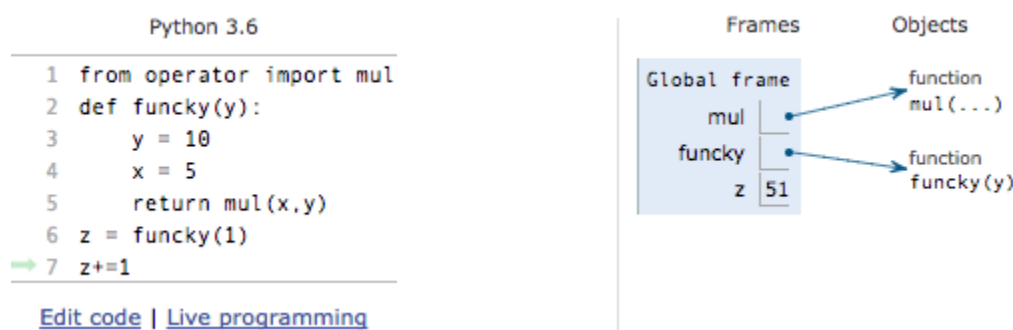 Python 3.6
1 from operator import mul
2 def funcky(y):
3     y = 10
4     x = 5
5     return mul(x,y)
6 z = funcky(1)
7 z+=1
Edit code | Live programming
Frames
Objects
Global frame
mul
funcky
z 51
function
mul(...)
function
funcky(y)